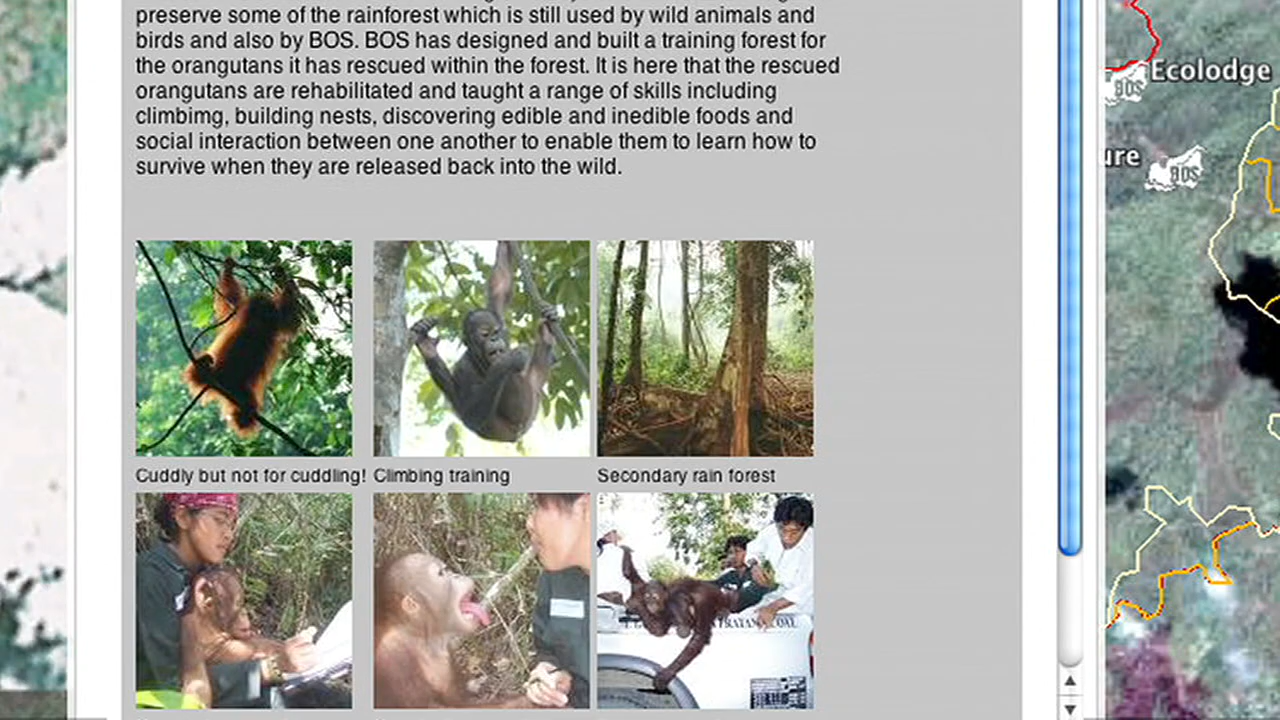 preserve some of the rainforest which is still used by wild animals and
birds and also by BOS. BOS has designed and built a training forest for
the orangutans it has rescued within the forest. It is here that the rescued
orangutans are rehabilitated and taught a range of skills including
climbimg, building nests, discovering edible and inedible foods and
social interaction between one another to enable them to learn how to
survive when they are released back into the wild.
Cuddly but not for cuddling! Climbing training Secondary rain forest
Ecolodge
BOS
ure
BOS
COAL